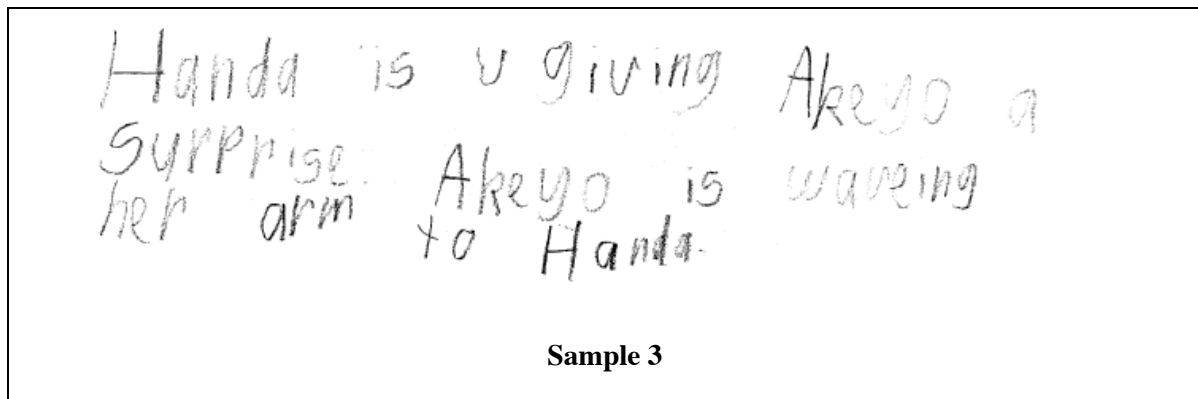 Handa is v giving Akeyo a
surprise. Akeyo is waveing
her arm to Handa.
Sample 3